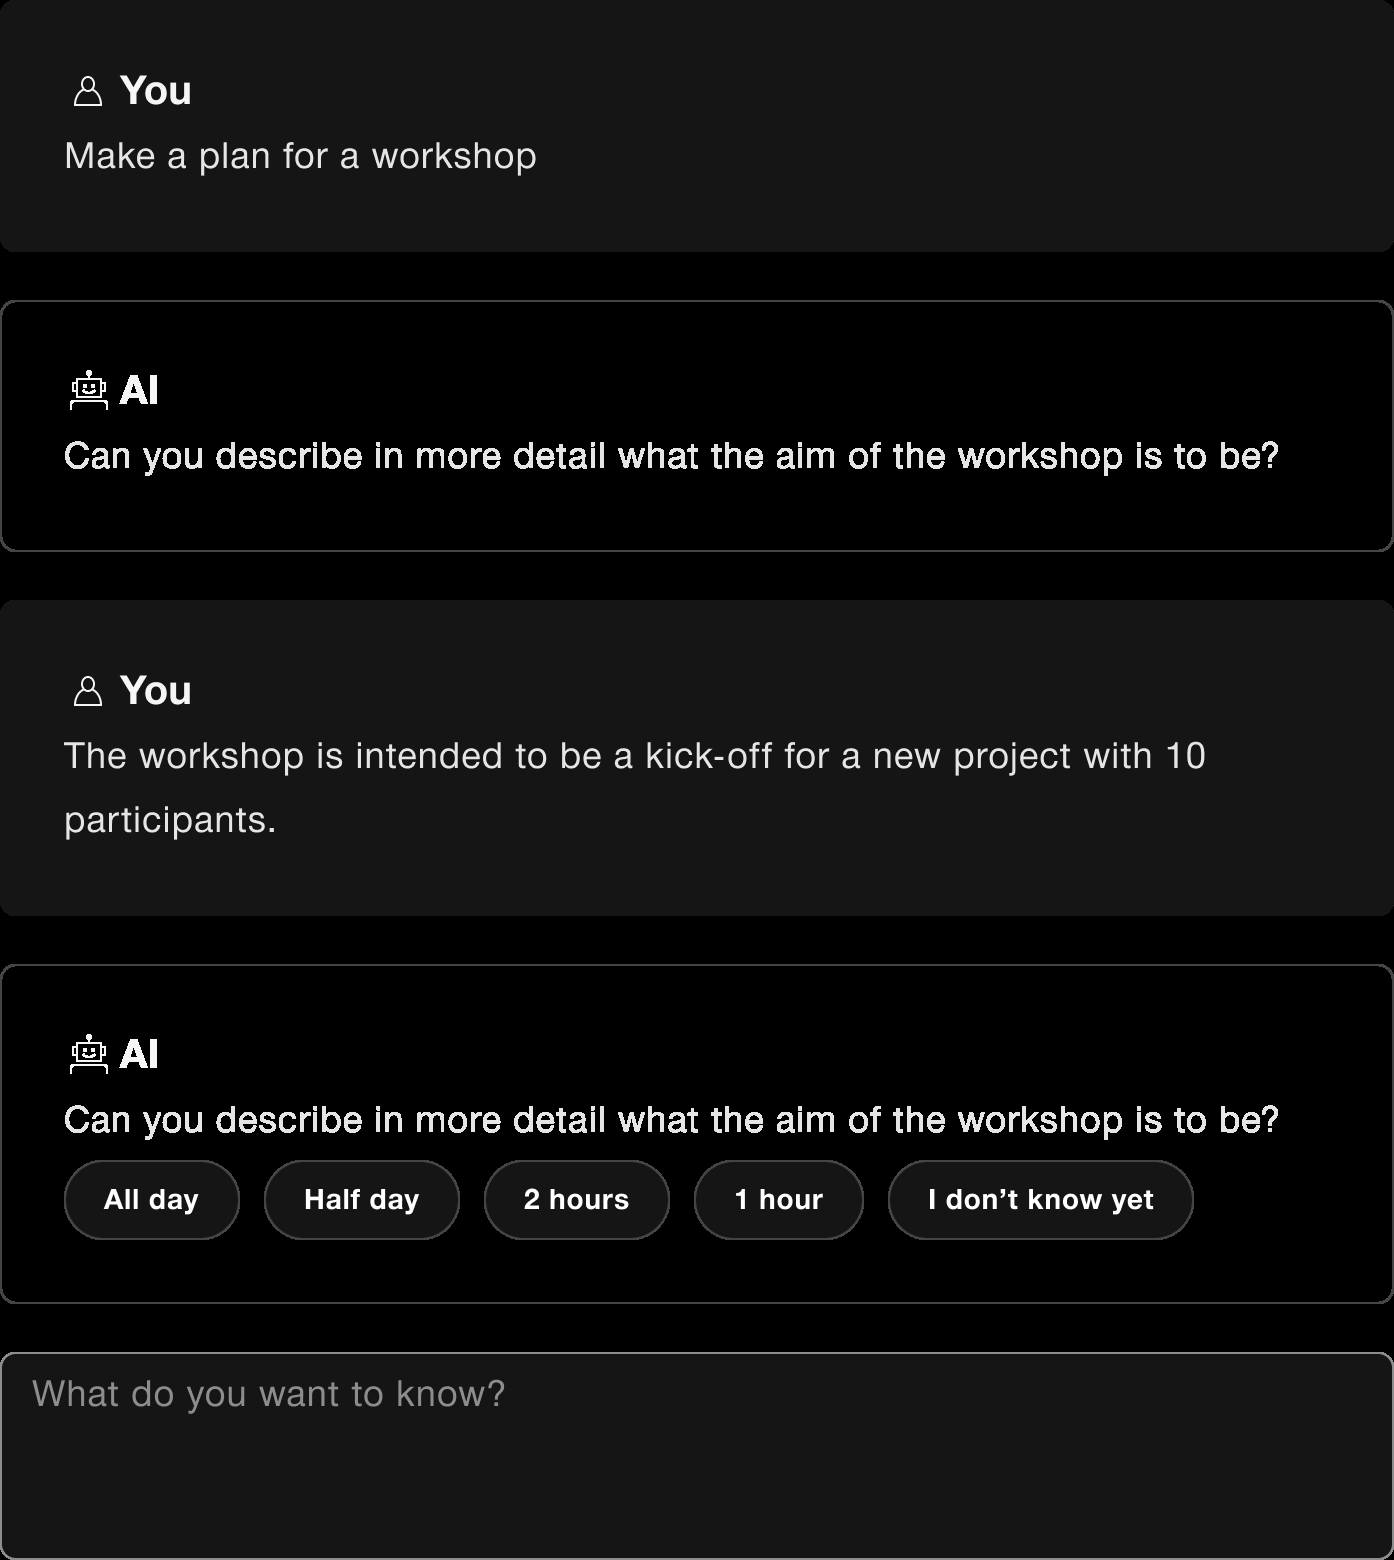 You
Make a plan for a workshop
AI
Can you describe in more detail what the aim of the workshop is to be?
You
The workshop is intended to be a kick-off for a new project with 10
participants.
AI
Can you describe in more detail what the aim of the workshop is to be?
All day Half day 2 hours 1 hour I don’t know yet
What do you want to know?